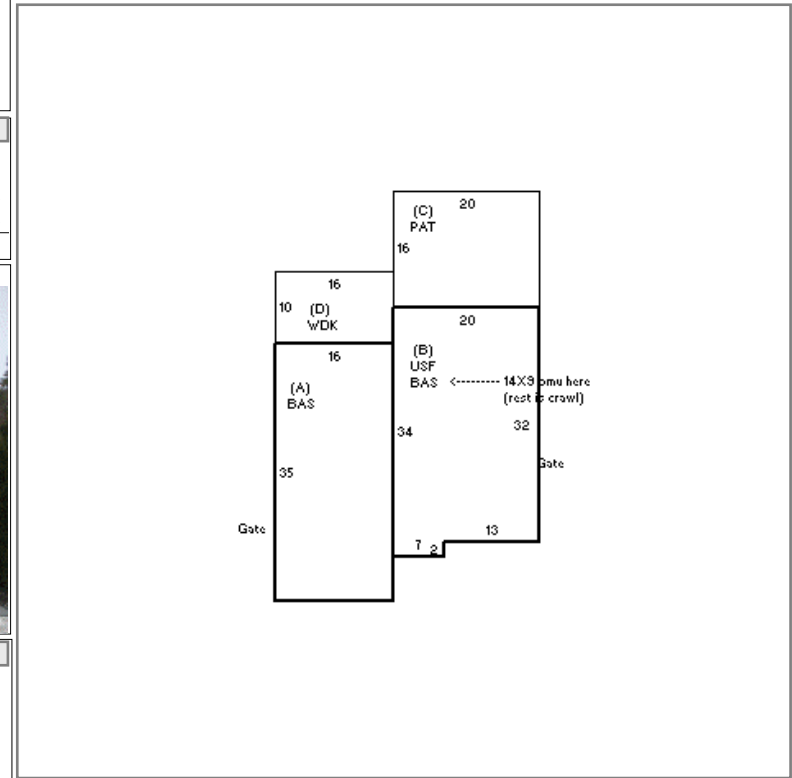 20
(C)
PAT
16
16
10
(D)
WDK
20
16
(B)
USF
BAS
<-------- 14X9 bmu here
(rest is crawl)
(A)
BAS
32
34
Gate
35
Gate
13
7
2